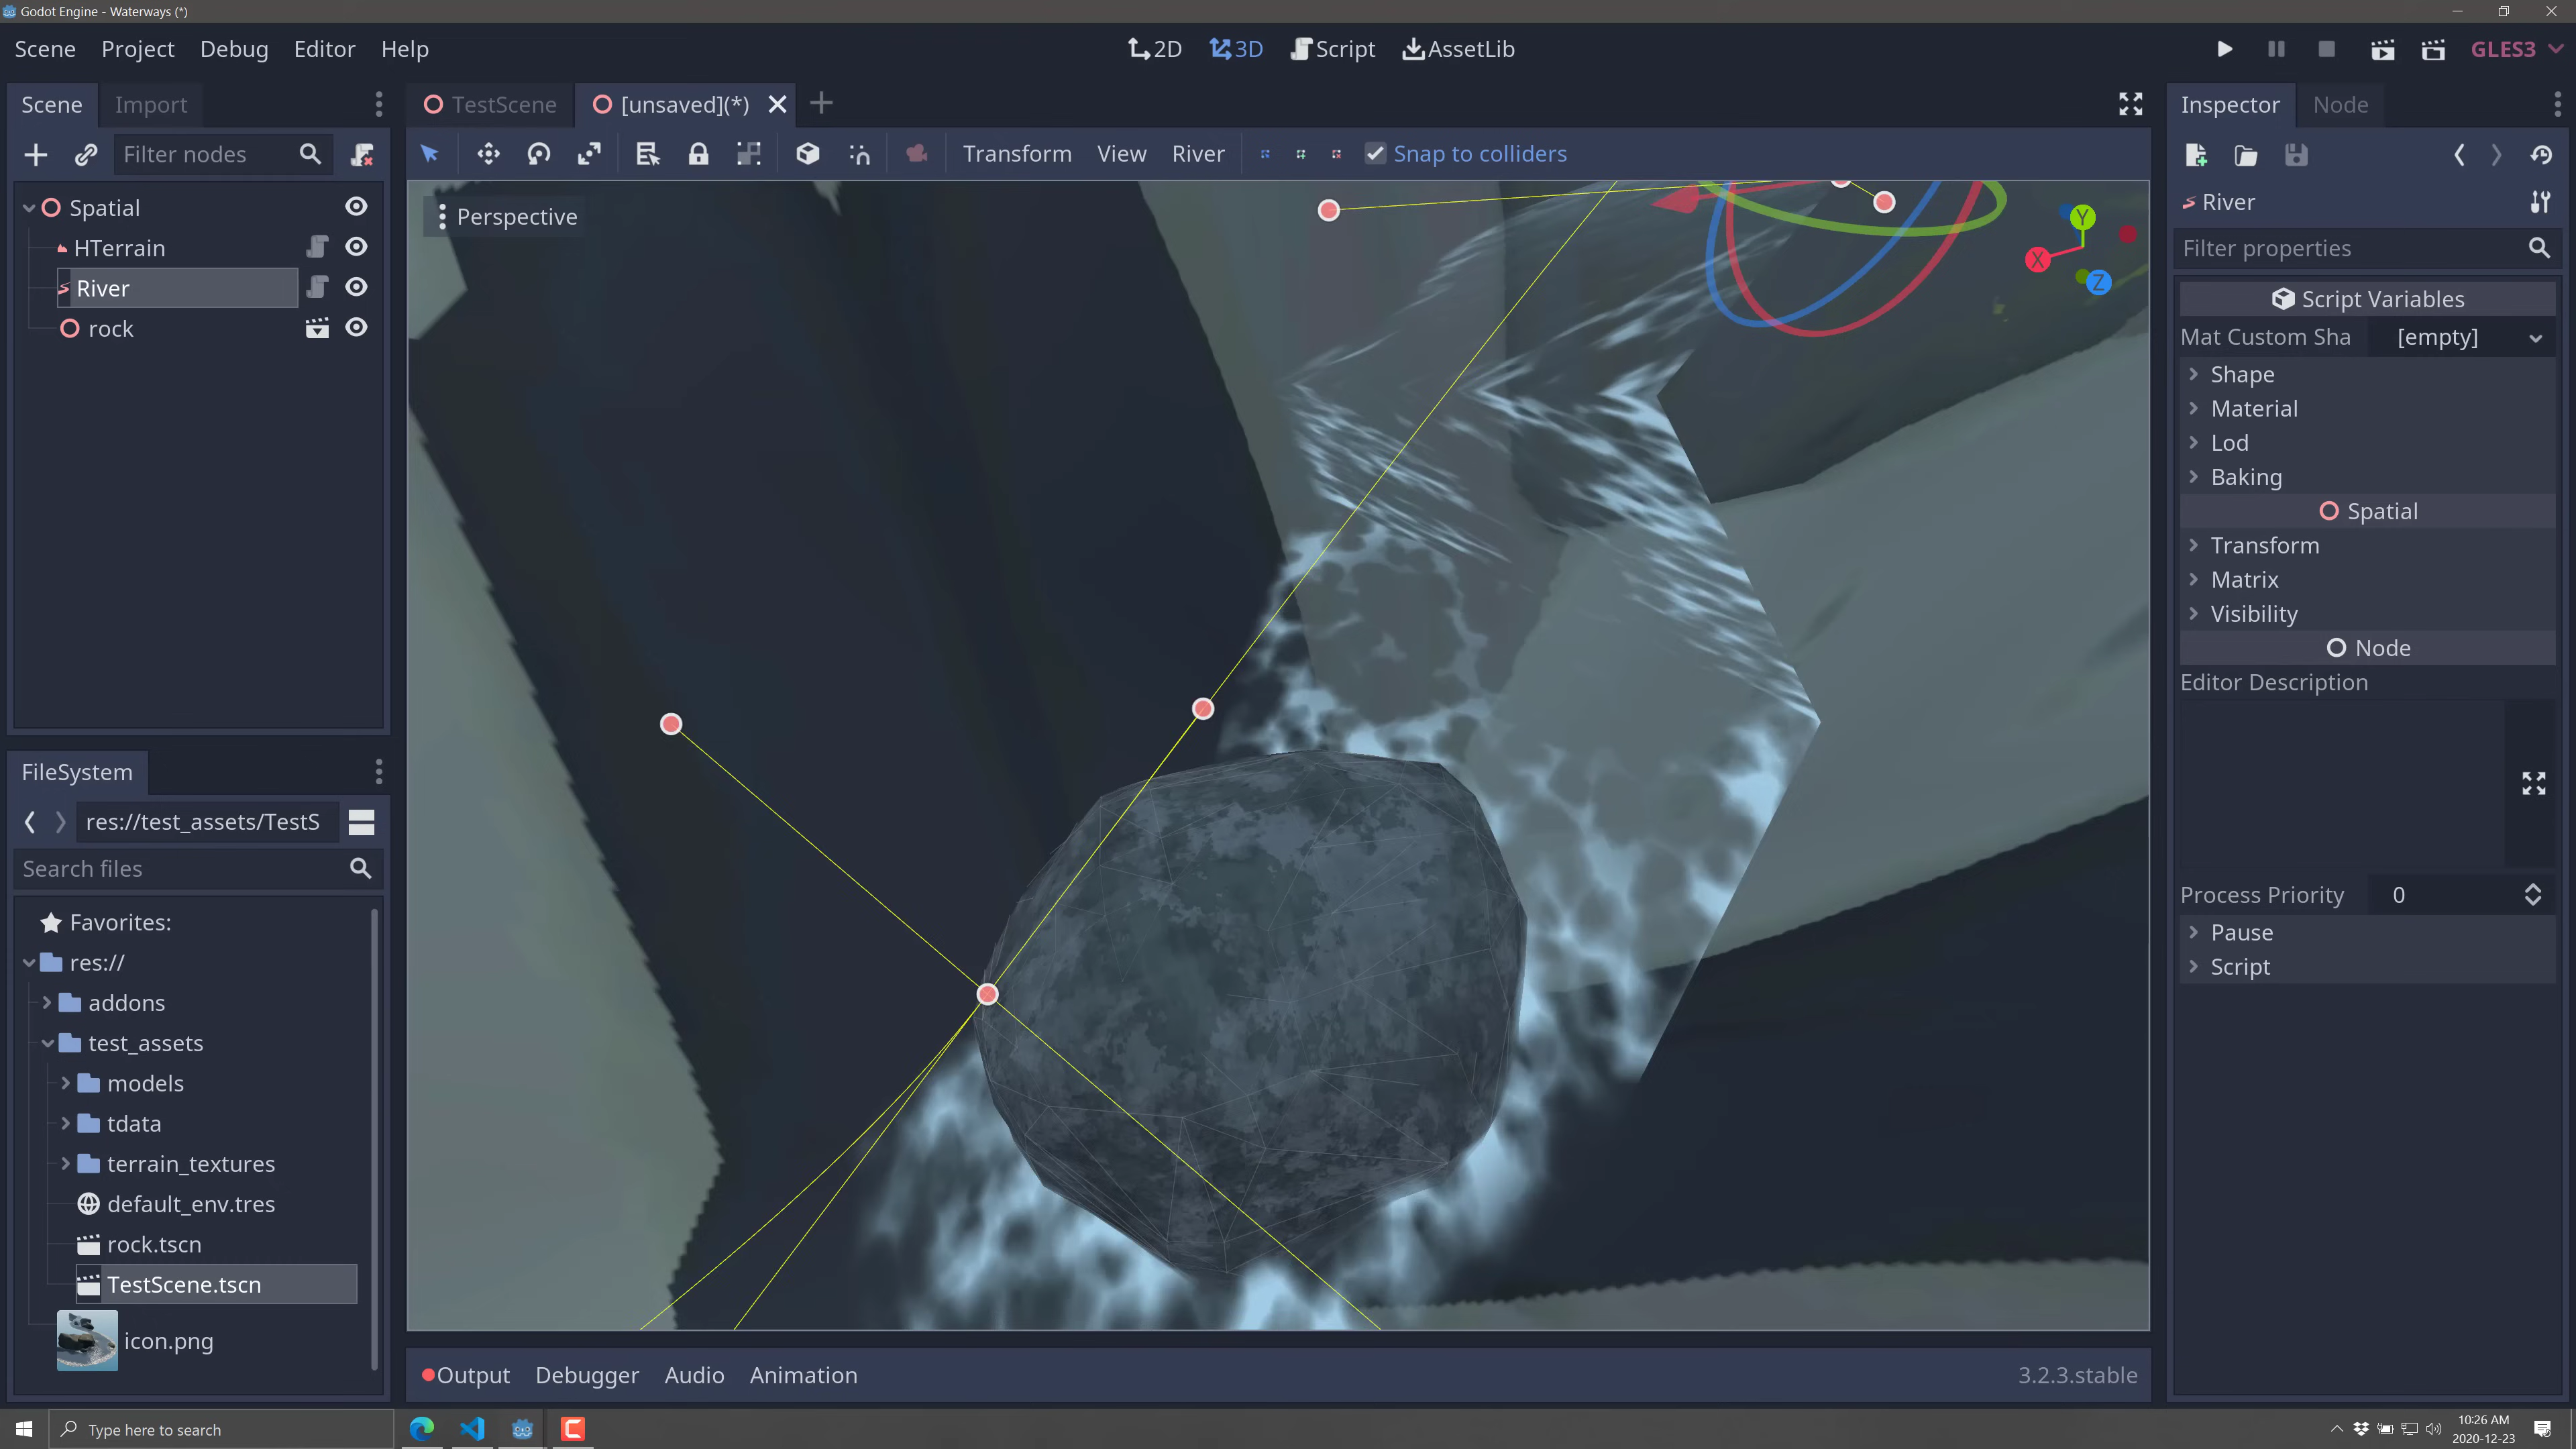 Godot Engine - Waterways (*)
Scene Project Debug Editor Help
2D 3D Script AssetLib
GLES3
Scene Import
TestScene [unsaved](*)
Inspector Node
Filter nodes
Transform View River Snap to colliders
Spatial
HTerrain
River
rock
Perspective
Y
X
Z
River
Filter properties
Script Variables
Mat Custom Sha [empty]
Shape
Material
Lod
Baking
Spatial
Transform
Matrix
Visibility
Node
Editor Description
Process Priority 0
Pause
Script
FileSystem
res://test_assets/TestS
Search files
Favorites:
res://
addons
test_assets
models
tdata
terrain_textures
default_env.tres
rock.tscn
TestScene.tscn
icon.png
Output Debugger Audio Animation 3.2.3.stable
Type here to search
10:26 AM
2020-12-23